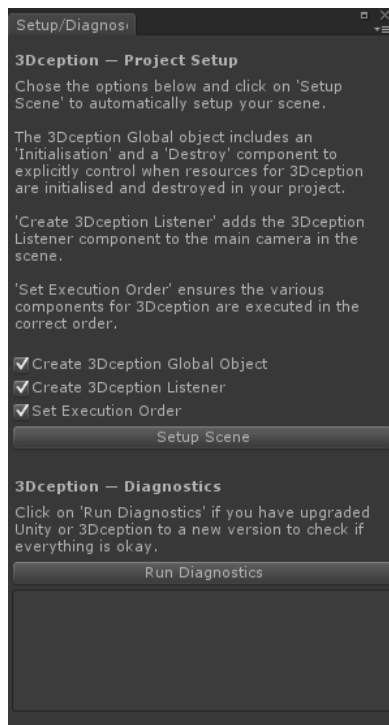 Setup/Diagnos
3Dception — Project Setup
Chose the options below and click on 'Setup
Scene' to automatically setup your scene.
The 3Dception Global object includes an
'Initialisation' and a 'Destroy' component to
explicitly control when resources for 3Dception
are initialised and destroyed in your project.
'Create 3Dception Listener' adds the 3Dception
Listener component to the main camera in the
scene.
'Set Execution Order' ensures the various
components for 3Dception are executed in the
correct order.
Create 3Dception Global Object
Create 3Dception Listener
Set Execution Order
Setup Scene
3Dception — Diagnostics
Click on 'Run Diagnostics' if you have upgraded
Unity or 3Dception to a new version to check if
everything is okay.
Run Diagnostics